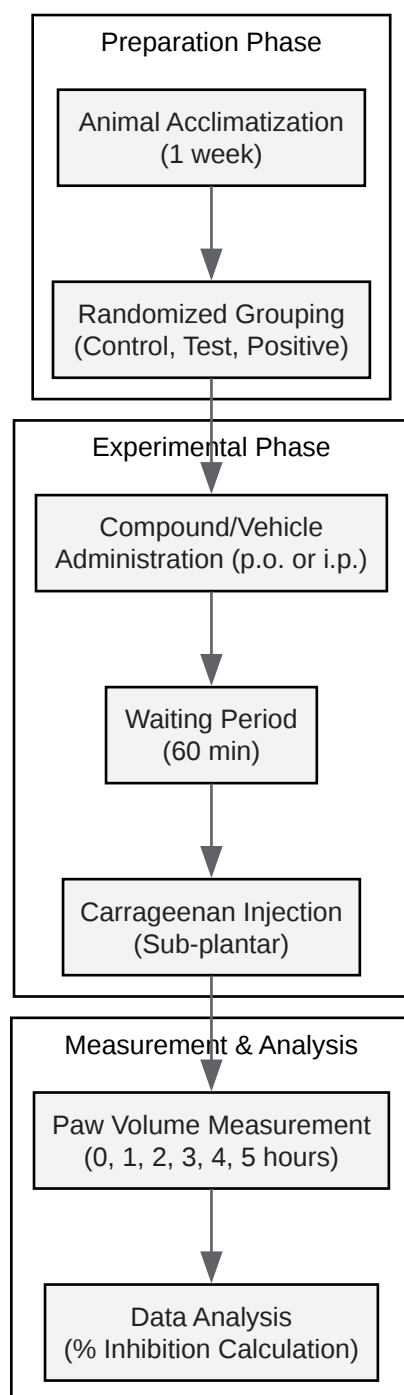 Preparation Phase
Animal Acclimatization
(1 week)
Randomized Grouping
(Control, Test, Positive)
Experimental Phase
Compound/Vehicle
Administration (p.o. or i.p.)
Waiting Period
(60 min)
Carrageenan Injection
(Sub-plantar)
Measurement & Analysis
Paw Volume Measurement
(0, 1, 2, 3, 4, 5 hours)
Data Analysis
(% Inhibition Calculation)